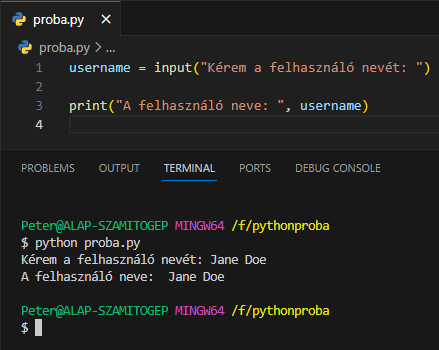 proba.py ×
proba.py > ...
1 username = input("Kérem a felhasználó nevét: ")
2
3 print("A felhasználó neve: ", username)
4
PROBLEMS OUTPUT TERMINAL PORTS DEBUG CONSOLE
Peter@ALAP-SZAMITOGEP MINGW64 /f/pythonproba
$ python proba.py
Kérem a felhasználó nevét: Jane Doe
A felhasználó neve:  Jane Doe
Peter@ALAP-SZAMITOGEP MINGW64 /f/pythonproba
$